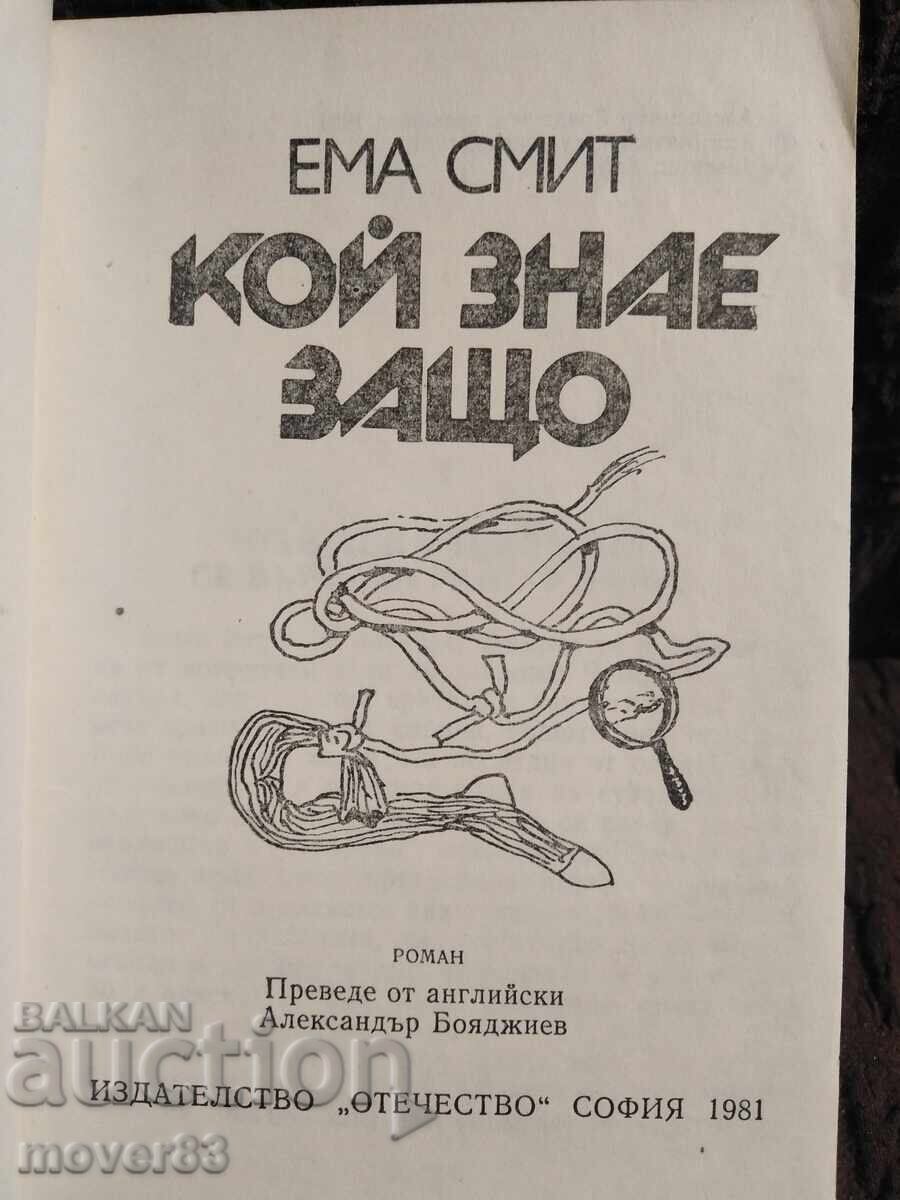 ЕМА СМИТ
КОЙ ЗНАЕ
ЗАЩО
РОМАН
Преведе от английски
Александър Бояджиев
ИЗДАТЕЛСТВО „ОТЕЧЕСТВО“ СОФИЯ 1981
BALKAN
auction
mover83